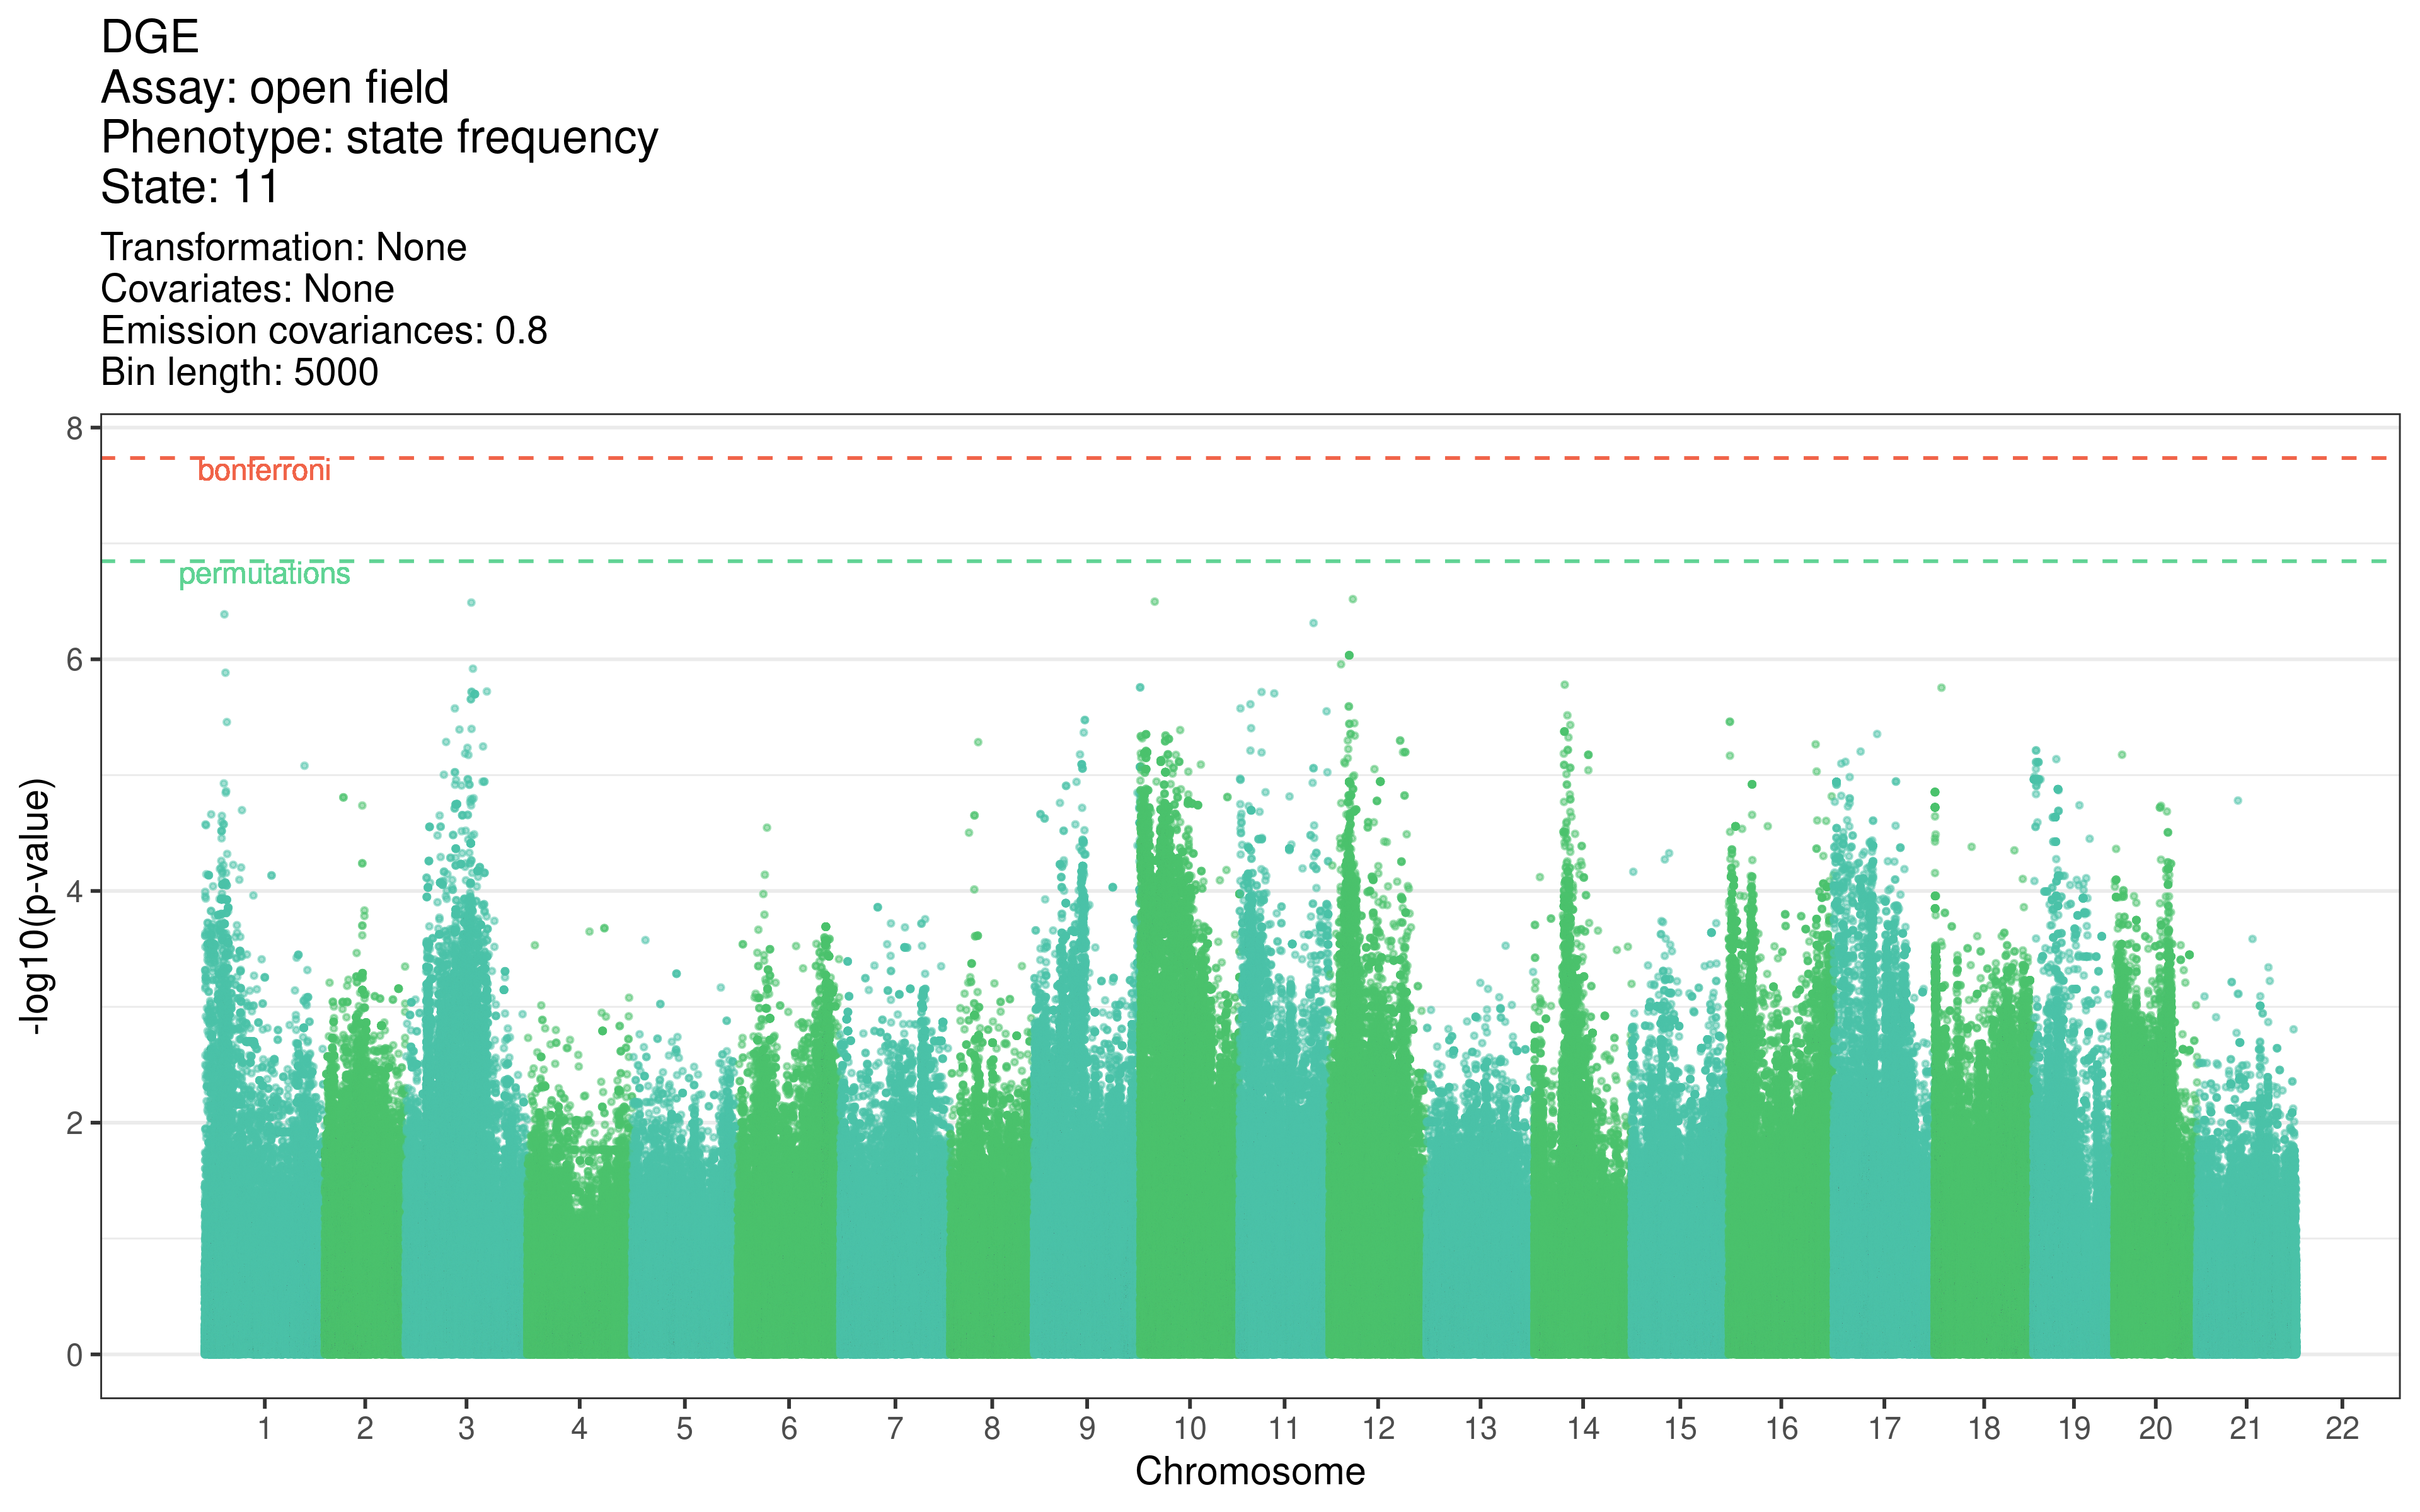 DGE
Assay: open field
Phenotype: state frequency
State: 11
Transformation: None
Covariates: None
Emission covariances: 0.8
Bin length: 5000
8
bonferroni
permutations
6
4
2
0
-log10(p-value)
1 2 3 4 5 6 7 8 9 10 11 12 13 14 15 16 17 18 19 20 21 22
Chromosome